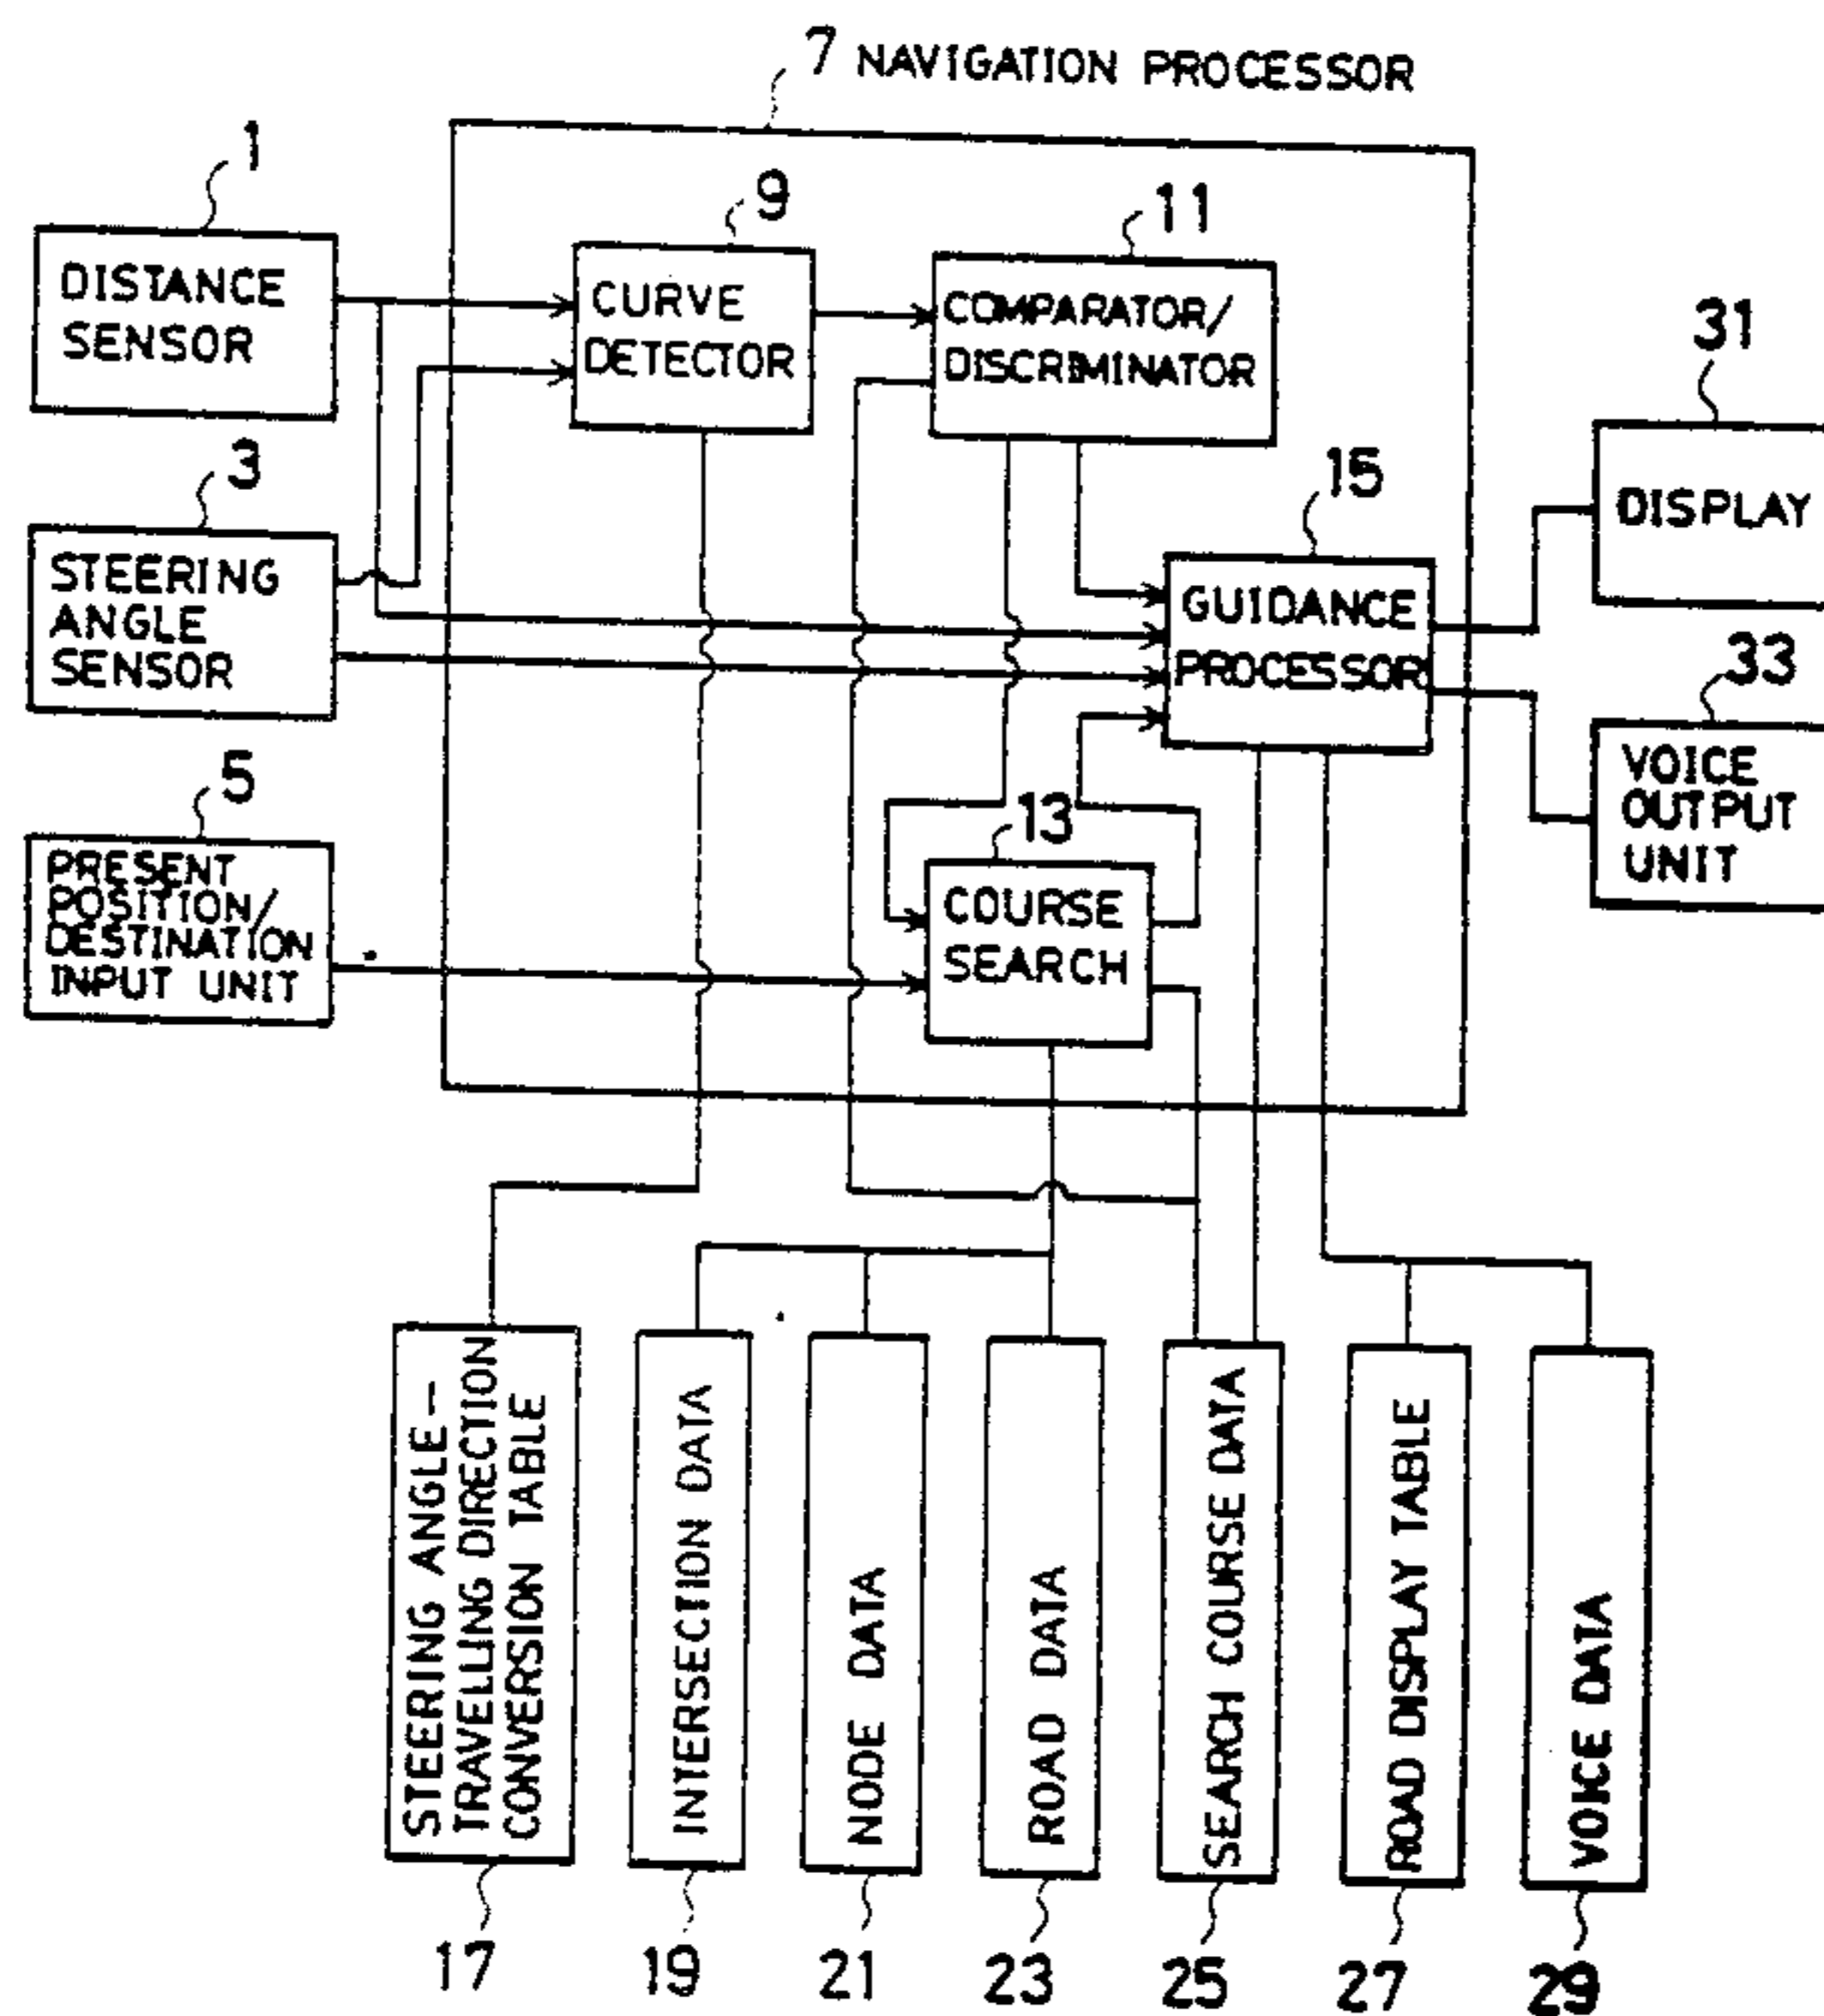 7 NAVIGATION PROCESSOR
1
DISTANCE
SENSOR
9
CURVE
DETECTOR
11
COMPARATOR/
DISCRIMINATOR
3
STEERING
ANGLE
SENSOR
15
GUIDANCE
PROCESSOR
31
DISPLAY
33
VOICE
OUTPUT
UNIT
5
PRESENT
POSITION/
DESTINATION
INPUT UNIT
13
COURSE
SEARCH
STEERING ANGLE-
TRAVELLING DIRECTION
CONVERSION TABLE
INTERSECTION DATA
NODE DATA
ROAD DATA
SEARCH COURSE DATA
ROAD DISPLAY TABLE
VOICE DATA
17
19
21
23
25
27
29